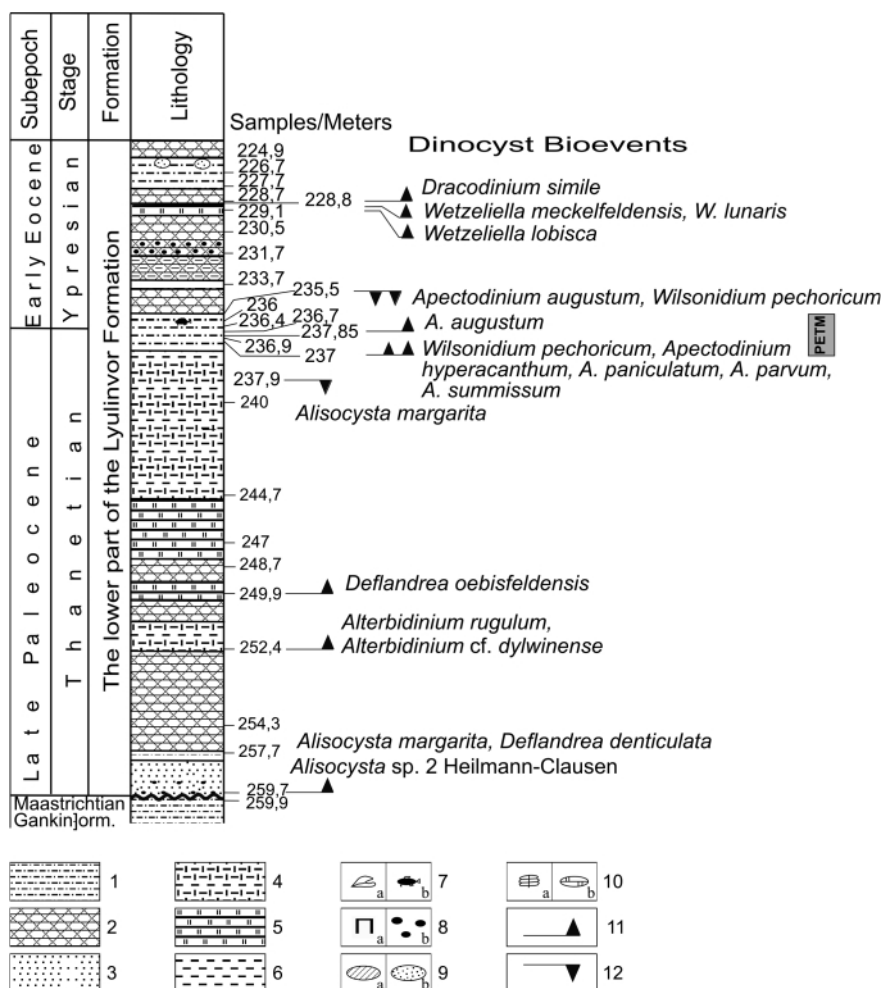 Subepoch
Stage
Formation
Lithology
Samples/Meters
Dinocyst Bioevents
Early Eocene
Late Paleocene
Ypresian
Thanetian
The lower part of the Lyulinvor Formation
Maastrichtian
Gankin]orm.
224,9
226,7
227,7
228,7
228,8
229,1
230,5
231,7
233,7
235,5
236
236,4
236,7
237,85
236,9
237
237,9
240
244,7
247
248,7
249,9
252,4
254,3
257,7
259,7
259,9
Dracodinium simile
Wetzeliella meckelfeldensis, W. lunaris
Wetzeliella lobisca
Apectodinium augustum, Wilsonidium pechoricum
A. augustum
PETM
Wilsonidium pechoricum, Apectodinium
hyperacanthum, A. paniculatum, A. parvum,
A. summissum
Alisocysta margarita
Deflandrea oebisfeldensis
Alterbidinium rugulum,
Alterbidinium cf. dylwinense
Alisocysta margarita, Deflandrea denticulata
Alisocysta sp. 2 Heilmann-Clausen
1
4
a b 7
a b 10
2
5
a b 8
11
3
6
a b 9
12